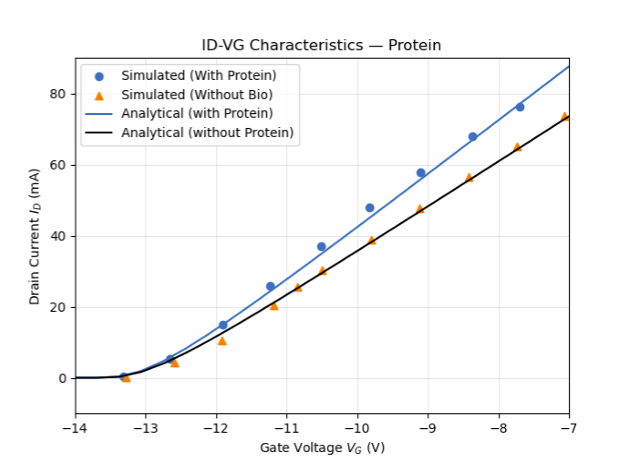 ID-VG Characteristics — Protein
Simulated (With Protein)
Simulated (Without Bio)
Analytical (with Protein)
Analytical (without Protein)
Drain Current I_D (mA)
80
60
40
20
0
−14
−13
−12
−11
−10
−9
−8
−7
Gate Voltage V_G (V)